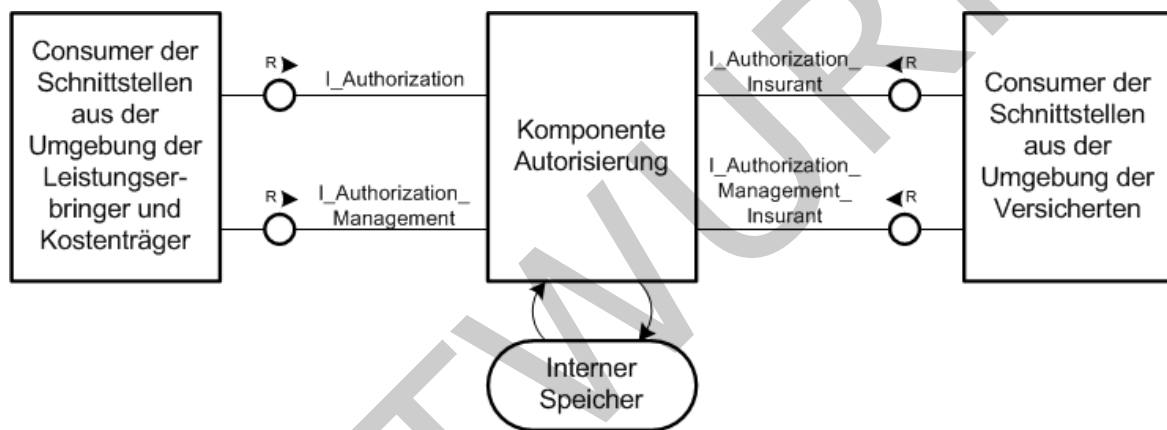 Consumer der
Schnittstellen
aus der
Umgebung der
Leistungser-
bringer und
Kostenträger
R
I_Authorization
R
I_Authorization_
Management
Komponente
Autorisierung
I_Authorization_
Insurant
R
I_Authorization_
Management_
Insurant
R
Consumer der
Schnittstellen
aus der
Umgebung der
Versicherten
Interner
Speicher